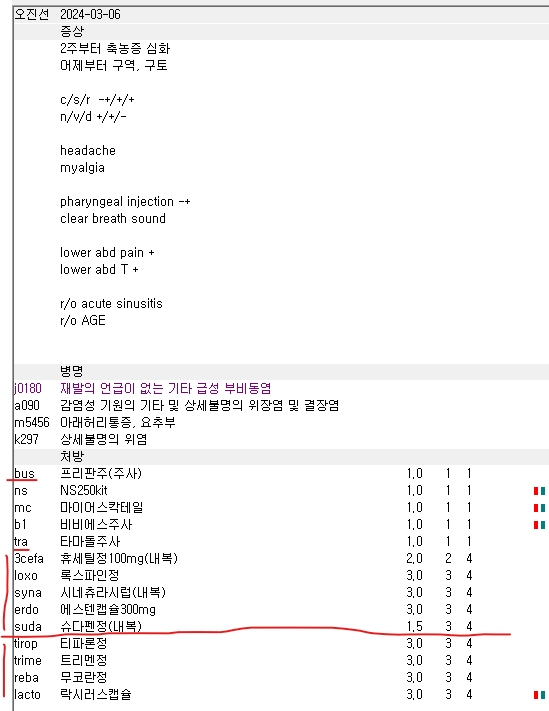 오진선 2024-03-06
증상
2주부터 축농증 심화
어제부터 구역, 구토
c/s/r -+/+/+
n/v/d +/+/-
headache
myalgia
pharyngeal injection -+
clear breath sound
lower abd pain +
lower abd T +
r/o acute sinusitis
r/o AGE
병명
j0180 재발의 언급이 없는 기타 급성 부비동염
a090 감염성 기원의 기타 및 상세불명의 위장염 및 결장염
m5456 아래허리통증, 요추부
k297 상세불명의 위염
처방
bus 프리판주(주사) 1.0 1 1
ns NS250kit 1.0 1 1
mc 마이어스칵테일 1.0 1 1
b1 비비에스주사 1.0 1 1
tra 타마돌주사 1.0 1 1
3cefa 휴세틸정100mg(내복) 2.0 2 4
loxo 록스파인정 3.0 3 4
syna 시네츄라시럽(내복) 3.0 3 4
erdo 에스텐캡슐300mg 3.0 3 4
suda 슈다펜정(내복) 1.5 3 4
tirop 티파론정 3.0 3 4
trime 트리멘정 3.0 3 4
reba 무코란정 3.0 3 4
lacto 락시러스캡슐 3.0 3 4